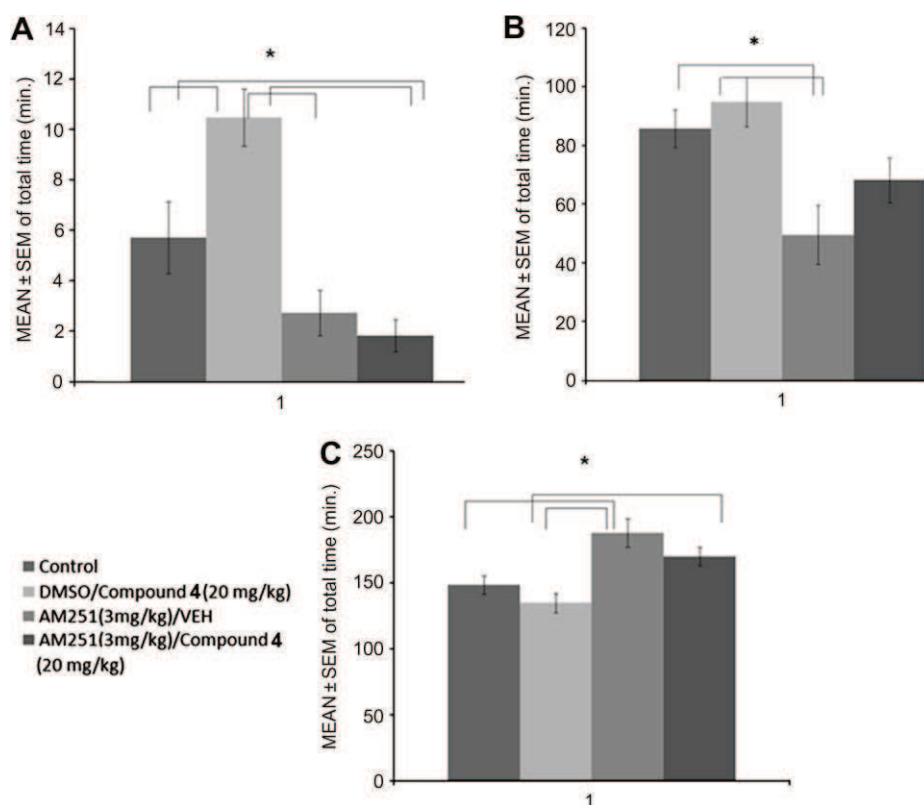 A
MEAN ± SEM of total time (min.)
14
12
10
8
6
4
2
0
*
1
B
MEAN ± SEM of total time (min.)
120
100
80
60
40
20
0
*
1
C
MEAN ± SEM of total time (min.)
250
200
150
100
50
0
*
1
Control
DMSO/Compound 4 (20 mg/kg)
AM251(3mg/kg)/VEH
AM251(3mg/kg)/Compound 4
(20 mg/kg)